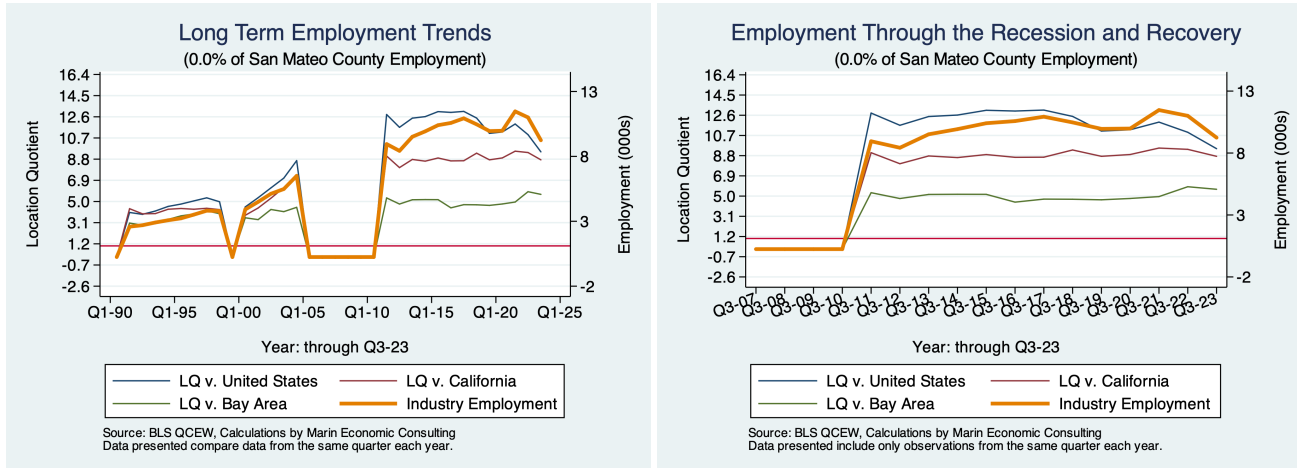 Long Term Employment Trends
(0.0% of San Mateo County Employment)
Location Quotient
16.4
14.5
12.6
10.7
8.8
6.9
5.0
3.1
1.2
-0.7
-2.6
13
8
3
-2
Employment (000s)
Q1-90 Q1-95 Q1-00 Q1-05 Q1-10 Q1-15 Q1-20 Q1-25
Year: through Q3-23
LQ v. United States LQ v. California
LQ v. Bay Area Industry Employment
Source: BLS QCEW, Calculations by Marin Economic Consulting
Data presented compare data from the same quarter each year.
Employment Through the Recession and Recovery
(0.0% of San Mateo County Employment)
Location Quotient
16.4
14.5
12.6
10.7
8.8
6.9
5.0
3.1
1.2
-0.7
-2.6
13
8
3
-2
Employment (000s)
Q3-07 Q3-08 Q3-09 Q3-10 Q3-11 Q3-12 Q3-13 Q3-14 Q3-15 Q3-16 Q3-17 Q3-18 Q3-19 Q3-20 Q3-21 Q3-22 Q3-23
Year: through Q3-23
LQ v. United States LQ v. California
LQ v. Bay Area Industry Employment
Source: BLS QCEW, Calculations by Marin Economic Consulting
Data presented include only observations from the same quarter each year.